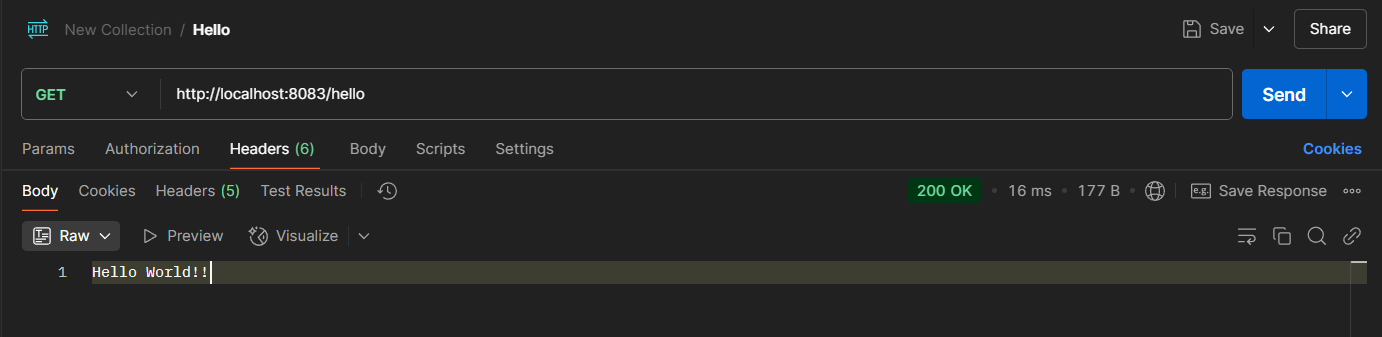 HTTP New Collection / Hello Save Share
GET http://localhost:8083/hello Send
Params Authorization Headers (6) Body Scripts Settings Cookies
Body Cookies Headers (5) Test Results 200 OK • 16 ms • 177 B • e.g. Save Response
Raw Preview Visualize
1 Hello World!!